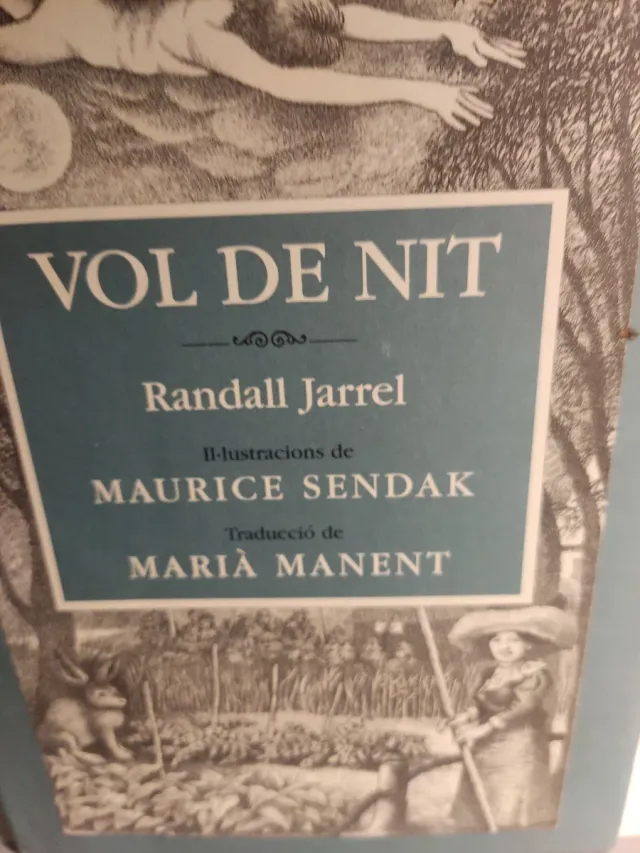 VOL DE NIT
Randall Jarrel
Il·lustracions de
MAURICE SENDAK
Traducció de
MARIÀ MANENT